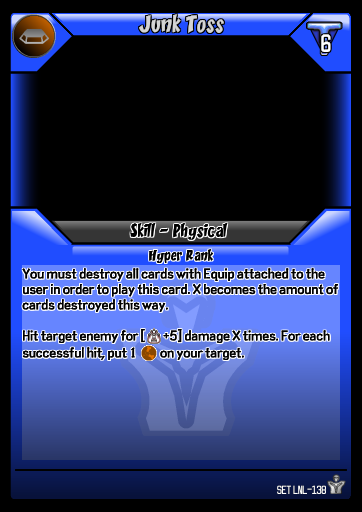 Junk Toss
6
Skill - Physical
Hyper Rank
You must destroy all cards with Equip attached to the
user in order to play this card. X becomes the amount of
cards destroyed this way.
Hit target enemy for [ +5] damage X times. For each
successful hit, put 1 on your target.
SET LNL-138